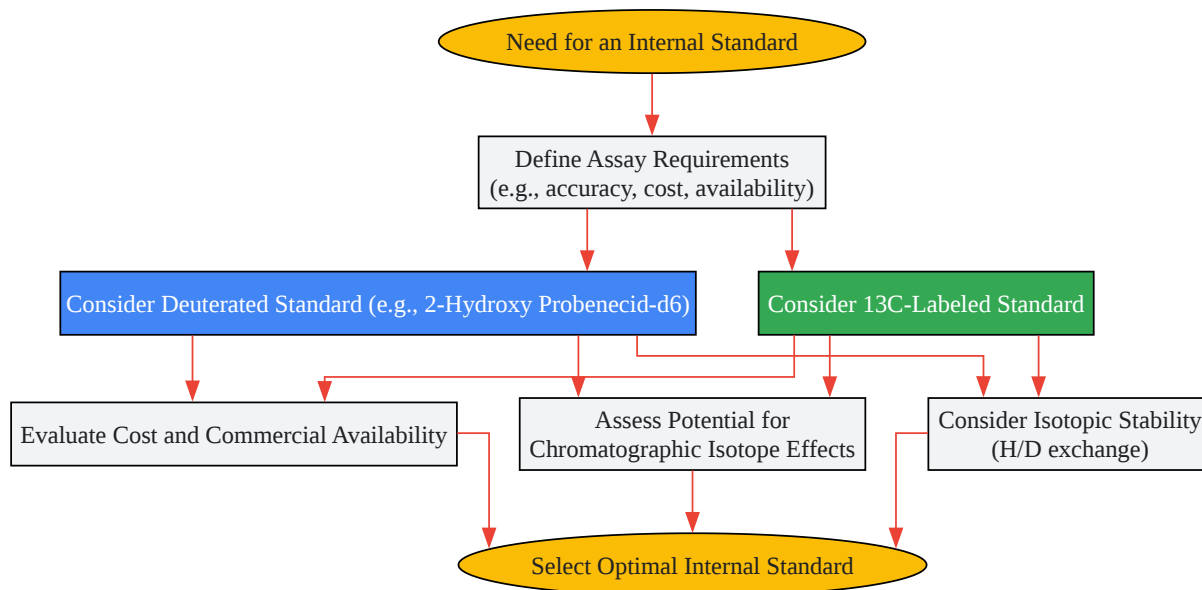 Need for an Internal Standard
Define Assay Requirements
(e.g., accuracy, cost, availability)
Consider Deuterated Standard (e.g., 2-Hydroxy Probenecid-d6)
Consider 13C-Labeled Standard
Evaluate Cost and Commercial Availability
Assess Potential for
Chromatographic Isotope Effects
Consider Isotopic Stability
(H/D exchange)
Select Optimal Internal Standard